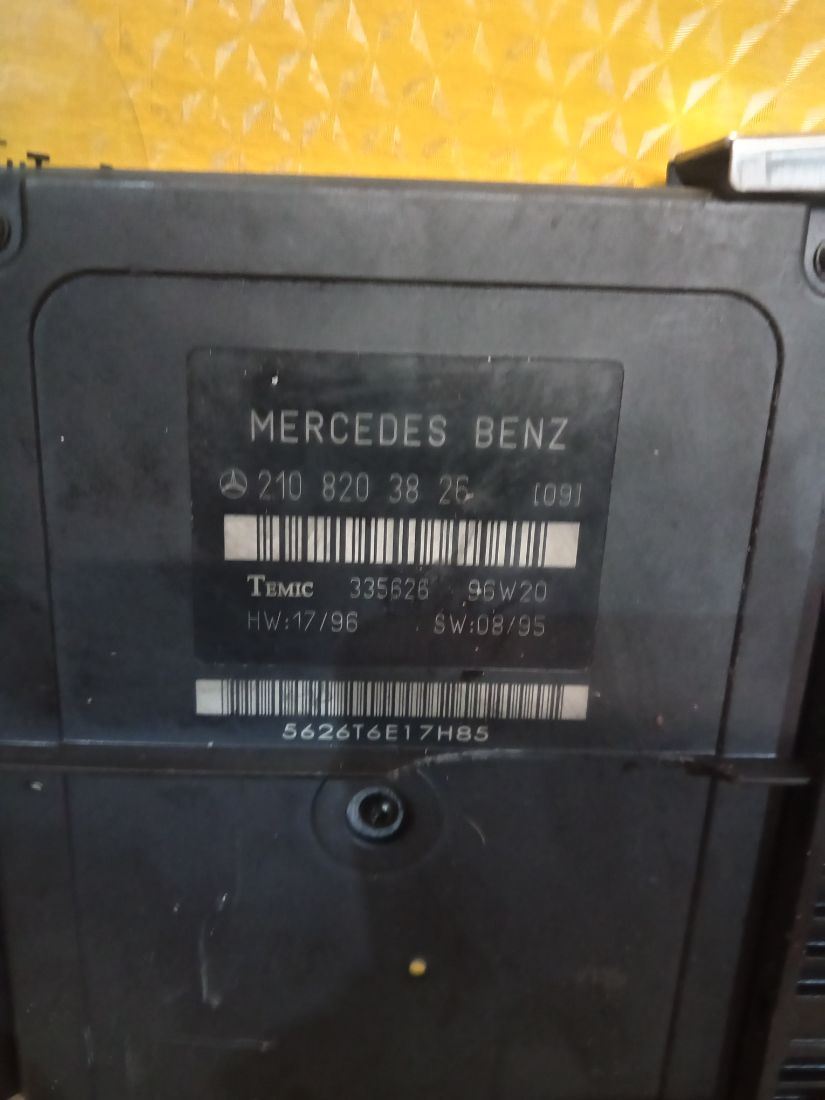 MERCEDES BENZ
210 820 38 26 [09]
TEMIC 335626 96W20
HW:17/96 SW:08/95
5626T6E17H85